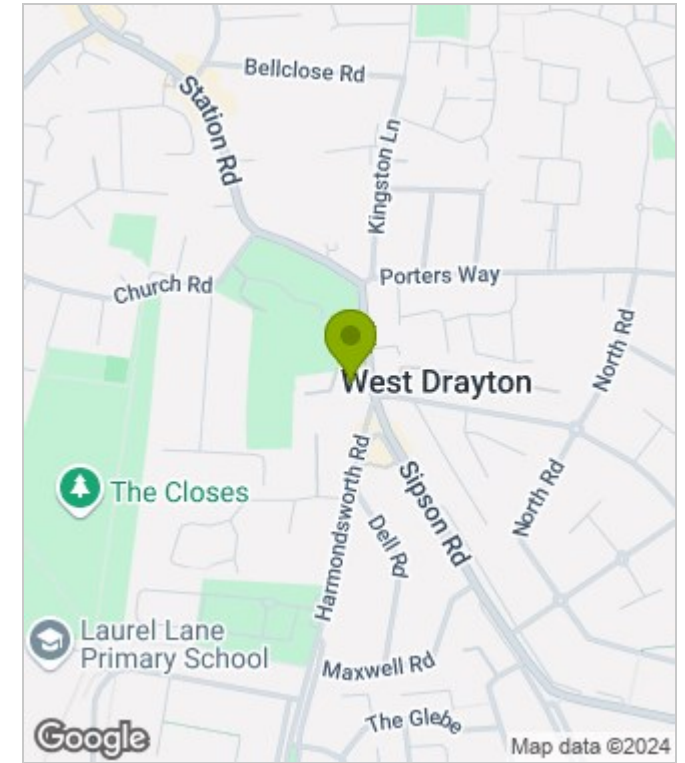 Bellclose Rd
Station Rd
Kingston Ln
Church Rd
Porters Way
North Rd
West Drayton
The Closes
Harmondsworth Rd
Sipson Rd
North Rd
Dell Rd
Laurel Lane
Primary School
Maxwell Rd
The Glebe
Google
Map data ©2024